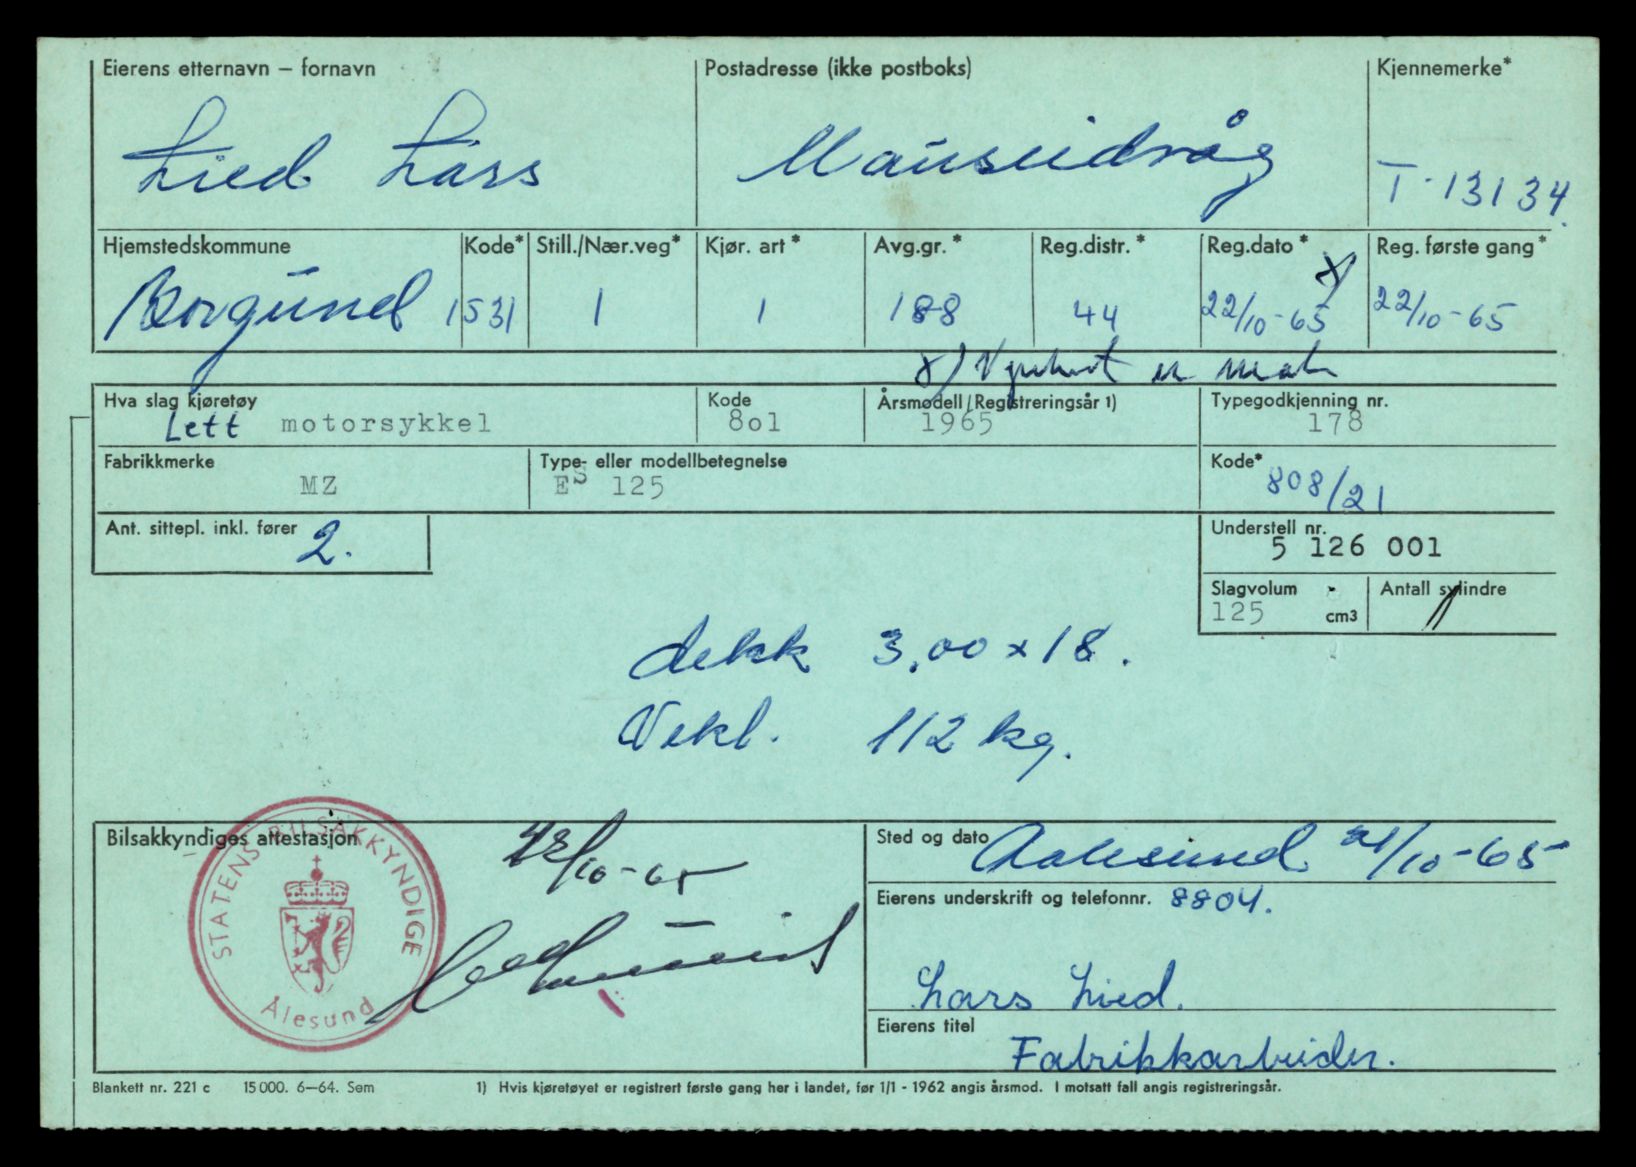 Eierens etternavn – fornavn
Lied Lars
Postadresse (ikke postboks)
Mauseidvåg
Kjennemerke*
T-13134
Hjemstedskommune
Borgund
Kode*
1531
Still./Nær.veg*
1
Kjør. art *
1
Avg.gr. *
188
Reg.distr. *
44
Reg.dato *
x)
22/10-65
Reg. første gang *
22/10-65
x)
Hva slag kjøretøy
Lett motorsykkel
Kode
8o1
Årsmodell/Registreringsår 1)
1965
Typegodkjenning nr.
178
Fabrikkmerke
MZ
Type- eller modellbetegnelse
ES 125
Kode*
808/21
Ant. sittepl. inkl. fører
2.
Understell nr.
5 126 001
Slagvolum
125 cm3
Antall sylindre
1
dekk 3,00 x 18.
Vekt. 112 kg.
Bilsakkyndiges attestasjon
STATENS BILSAKKYNDIGE
Ålesund
Sted og dato
Aalesund 21/10-65
Eierens underskrift og telefonnr. 8804.
Lars Lied.
Eierens titel
Fabrikkarbeider.
Blankett nr. 221 c 15 000. 6–64. Sem
1) Hvis kjøretøyet er registrert første gang her i landet, før 1/1 - 1962 angis årsmod. I motsatt fall angis registreringsår.